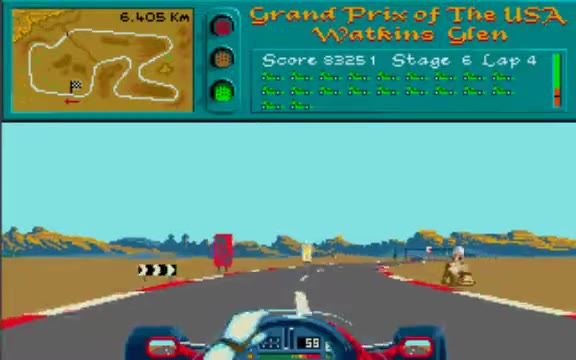 6.405 Km
Grand Prix of The USA
Watkins Glen
Score 83251 Stage 6 Lap 4
59